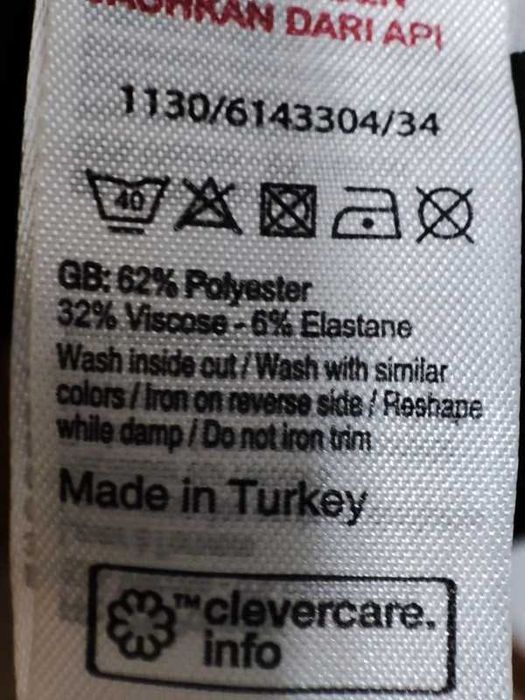 DARI API
1130/6143304/34
40
GB: 62% Polyester
32% Viscose - 6% Elastane
Wash inside out / Wash with similar
colors / Iron on reverse side / Reshape
while damp / Do not iron trim
Made in Turkey
™clevercare.
info